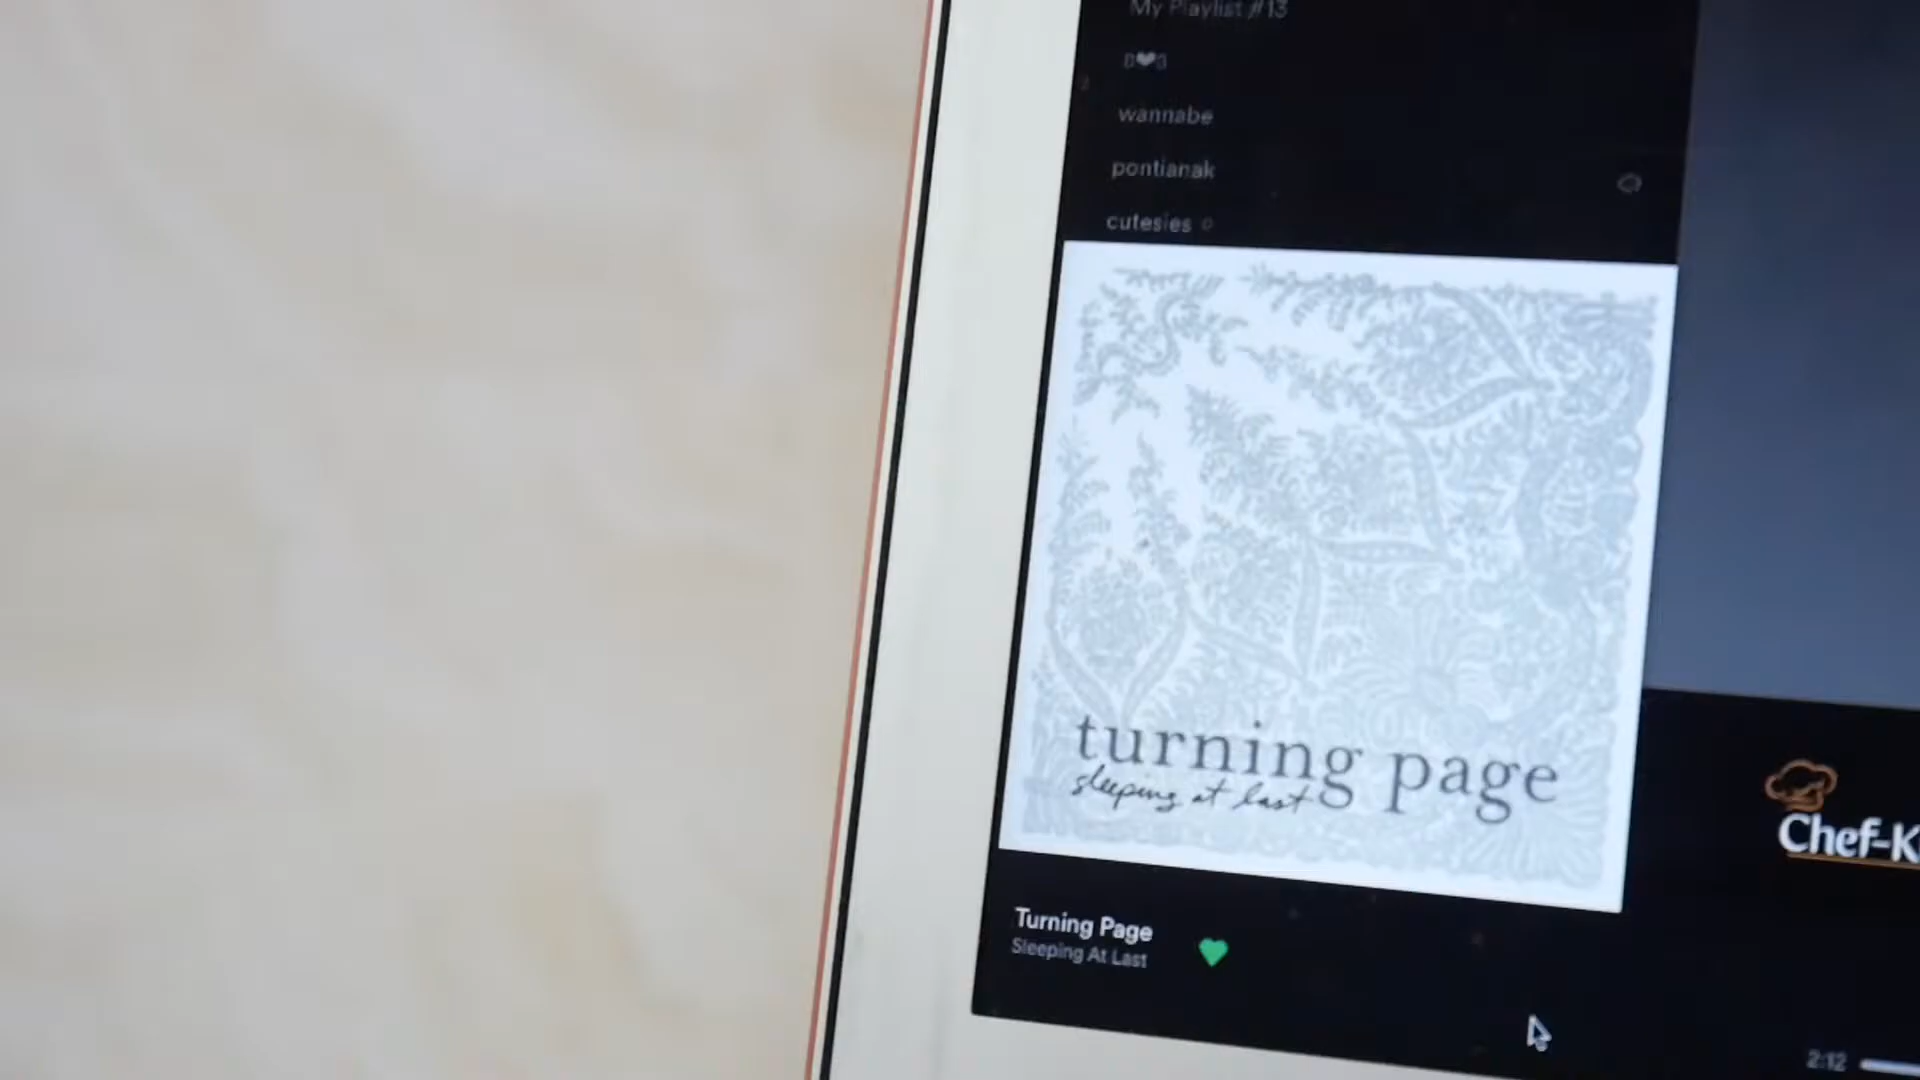 My Playlist #13
wannabe
pontianak
cutesies
turning page
sleeping at last
Turning Page
Sleeping At Last
Chef-K
2:12